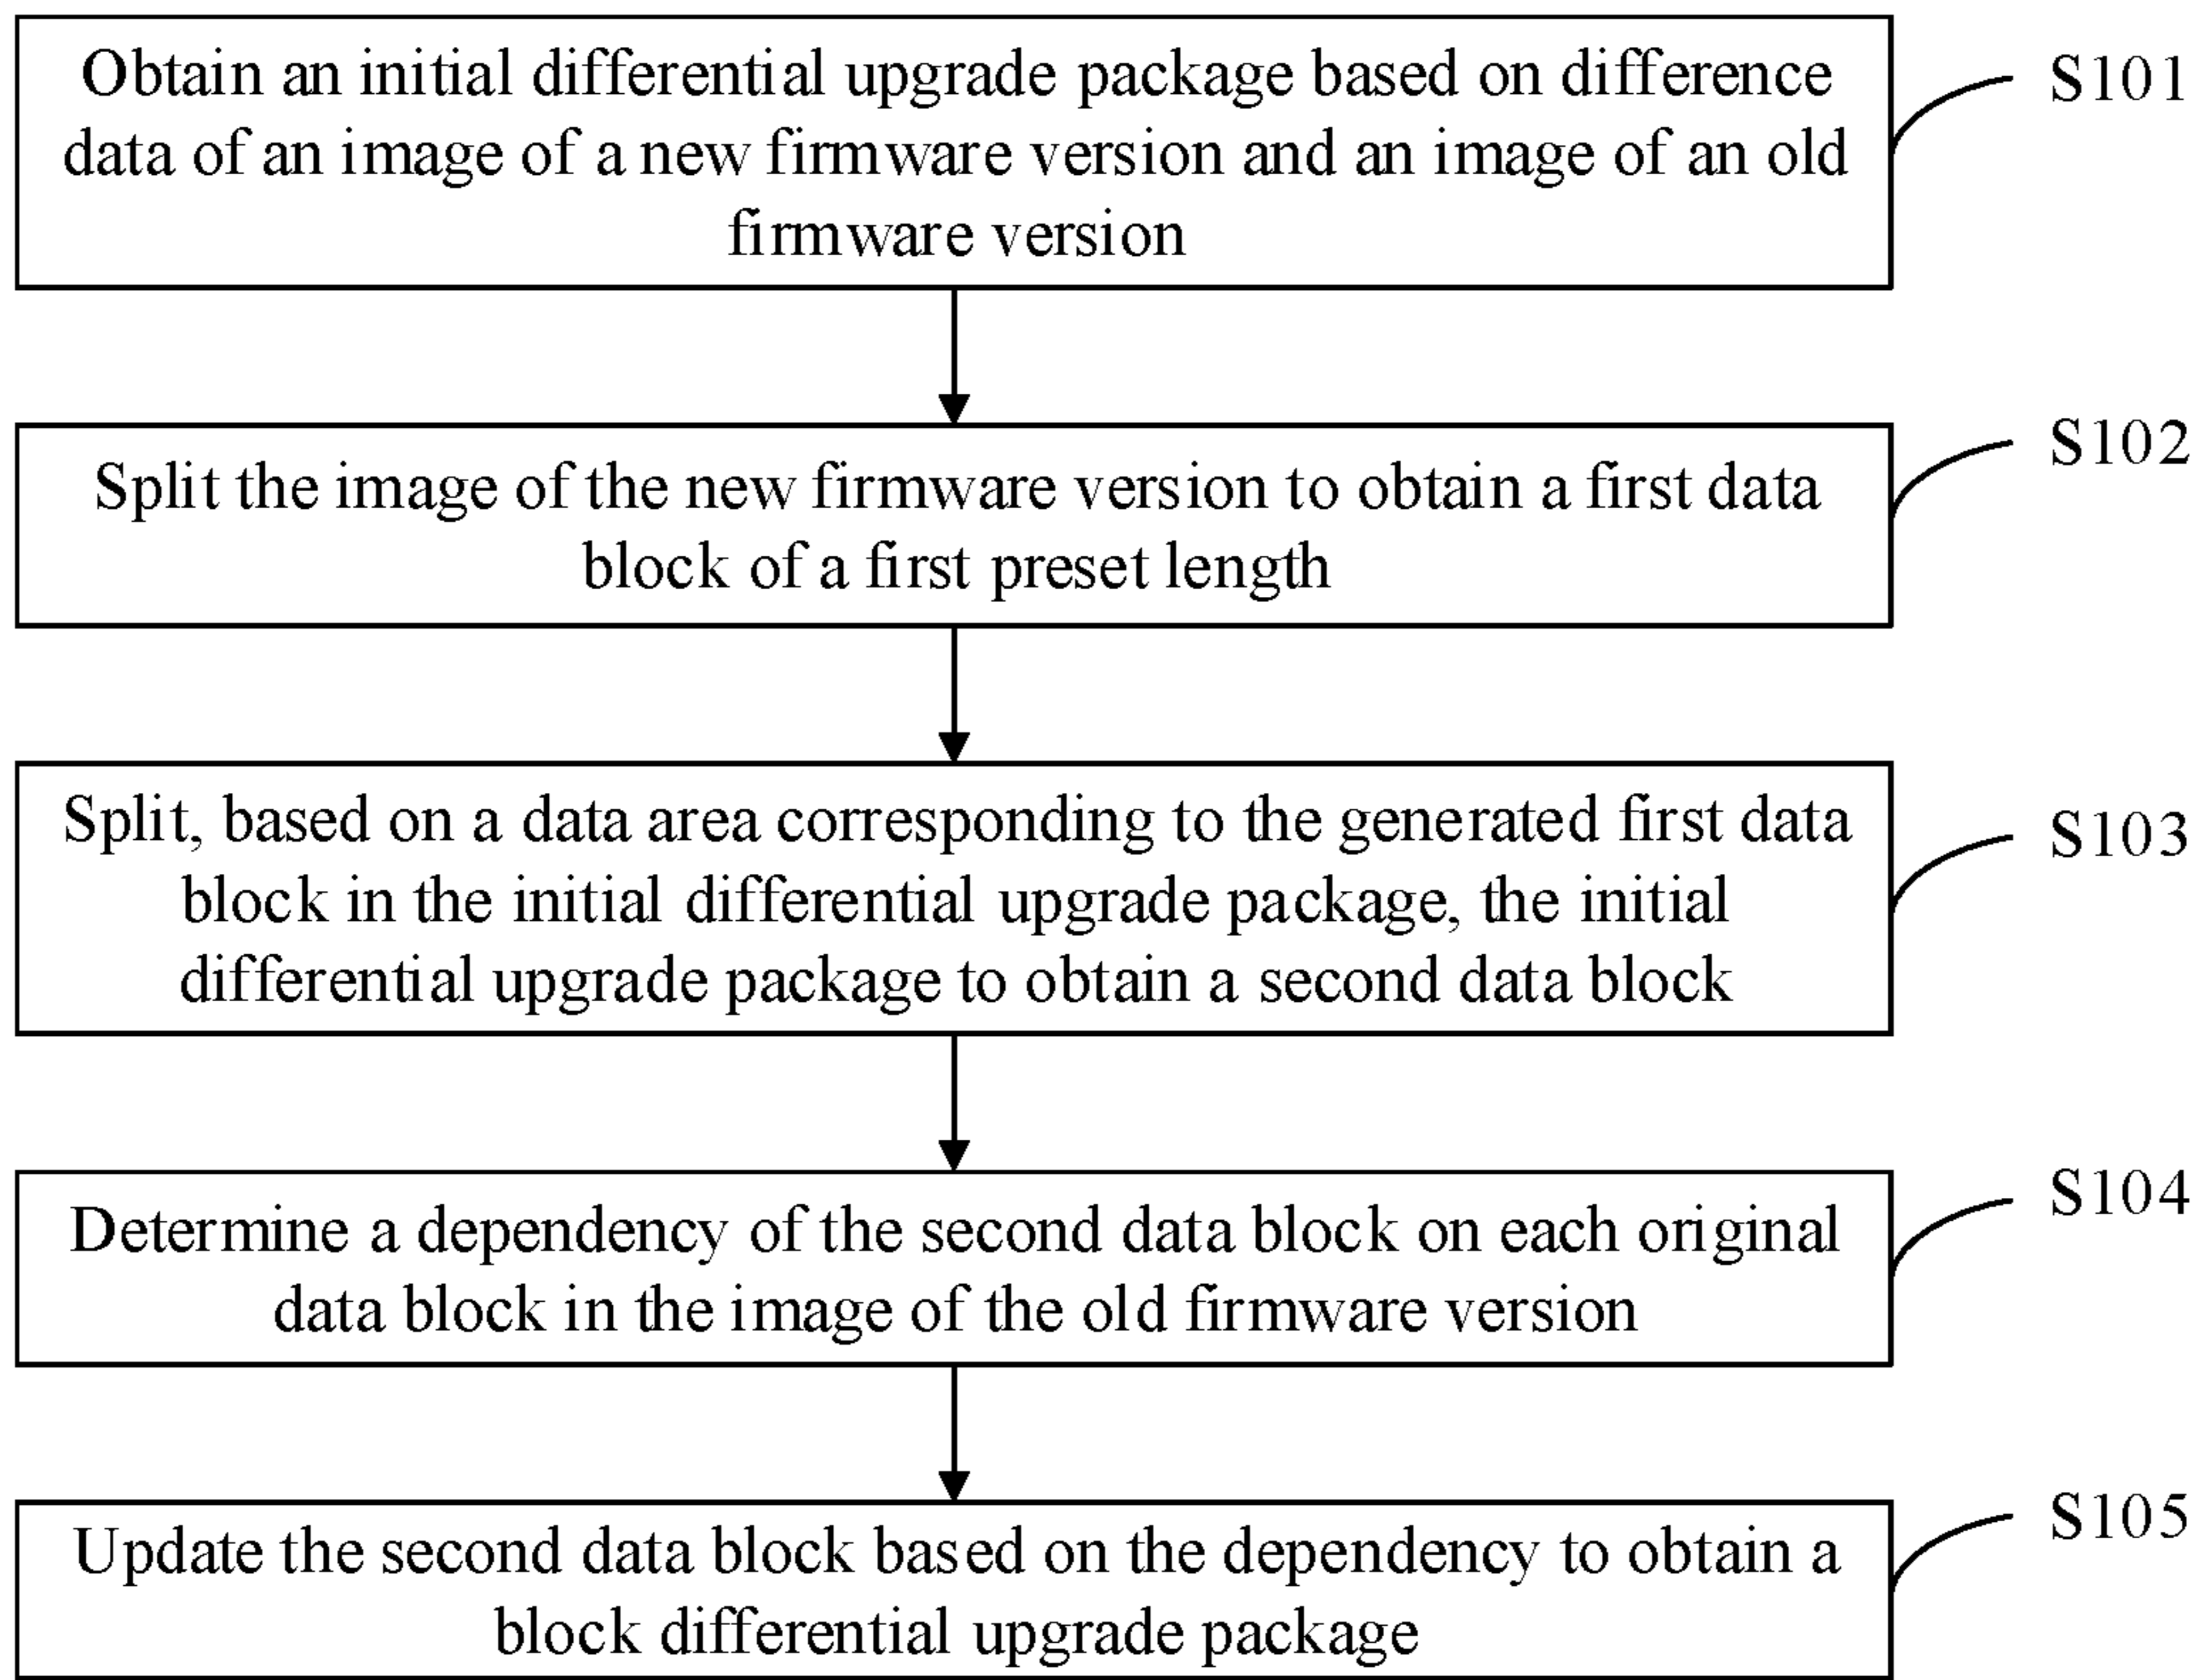 Obtain an initial differential upgrade package based on difference
data of an image of a new firmware version and an image of an old
firmware version
S101
Split the image of the new firmware version to obtain a first data
block of a first preset length
S102
Split, based on a data area corresponding to the generated first data
block in the initial differential upgrade package, the initial
differential upgrade package to obtain a second data block
S103
Determine a dependency of the second data block on each original
data block in the image of the old firmware version
S104
Update the second data block based on the dependency to obtain a
block differential upgrade package
S105